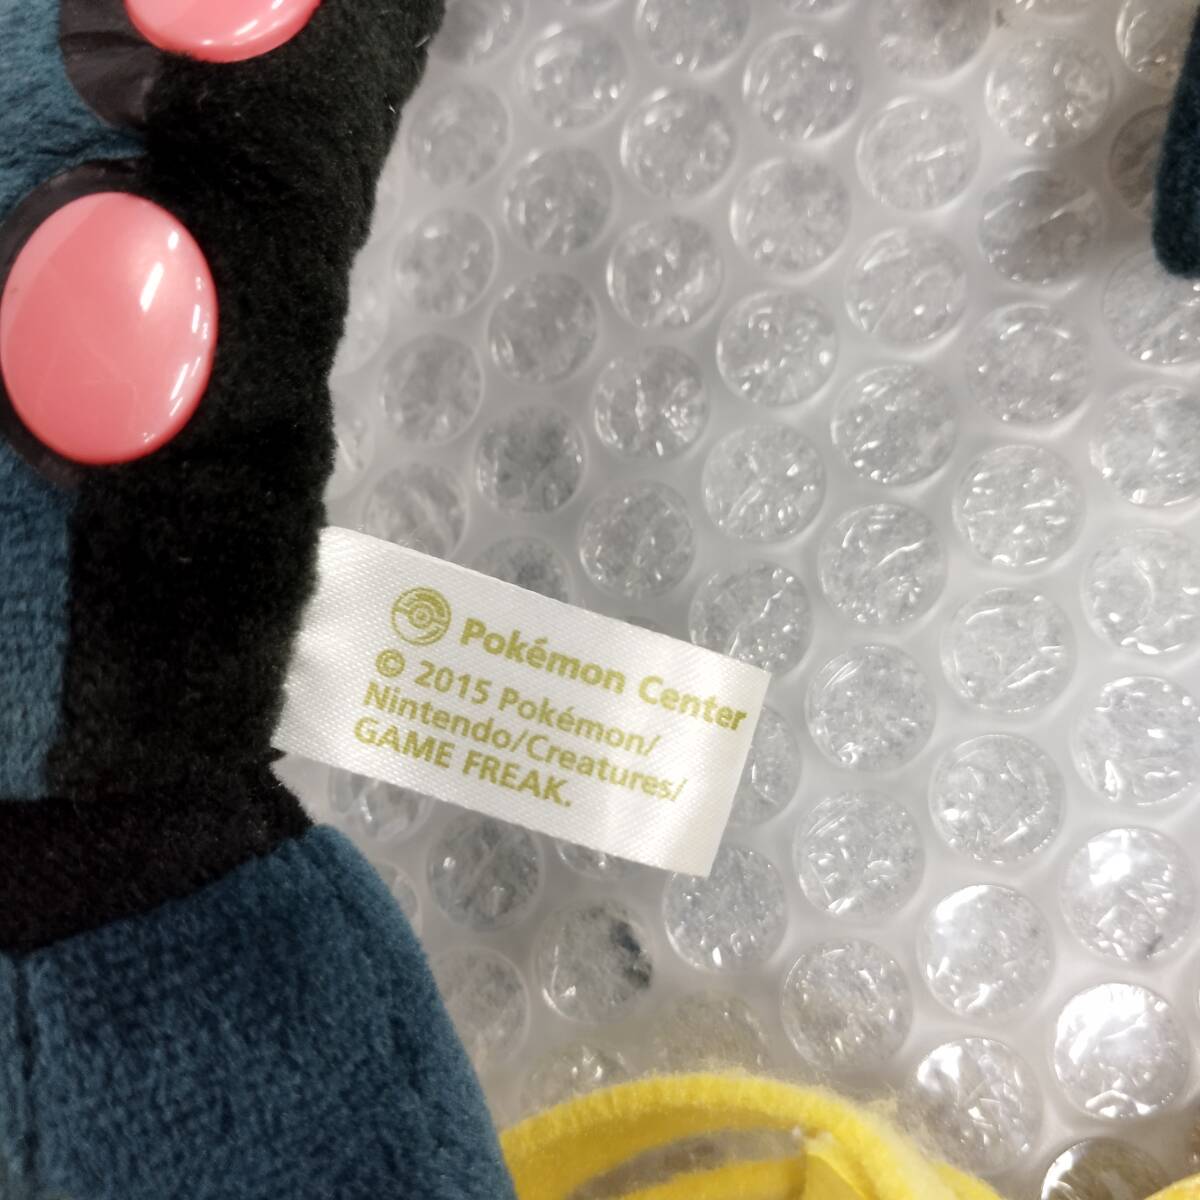 Pokémon Center
© 2015 Pokémon/
Nintendo/Creatures/
GAME FREAK.